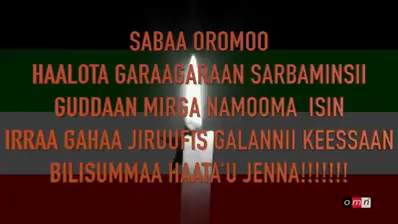 SABAA OROMOO
HAALOTA GARAAGARAAN SARBAMINSII
GUDDAAN MIRGA NAMOOMA ISIN
IRRAA GAHAA JIRUUFIS GALANNII KEESSAAN
BILISUMMAA HAATA'U JENNA!!!!!!!
omn